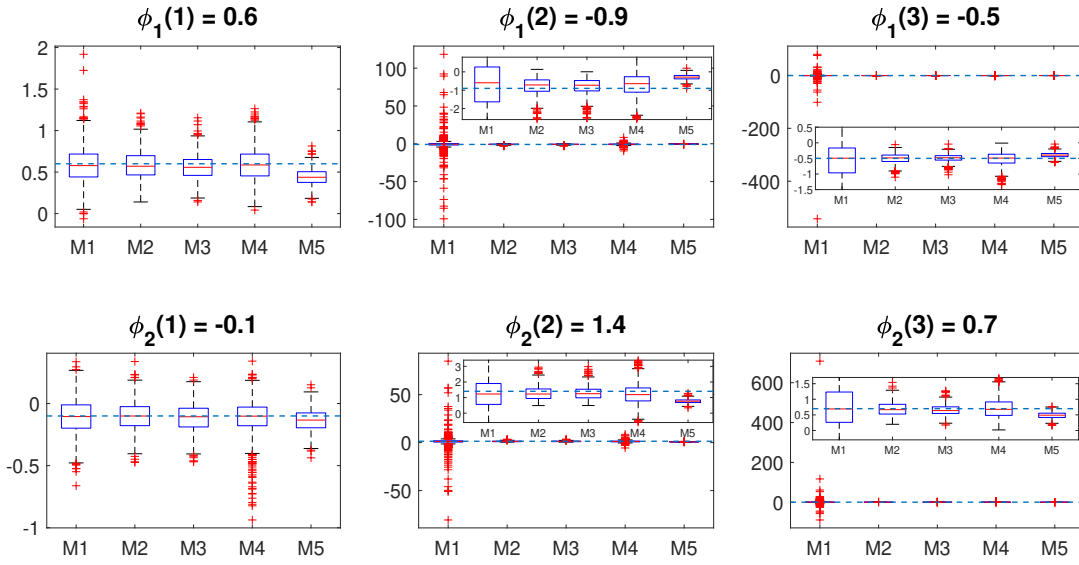 ϕ₁(1) = 0.6
2
1.5
1
0.5
0
M1 M2 M3 M4 M5
ϕ₁(2) = -0.9
100
50
0
-50
-100
M1 M2 M3 M4 M5
0
-1
-2
M1 M2 M3 M4 M5
ϕ₁(3) = -0.5
0
-200
-400
M1 M2 M3 M4 M5
0.5
0
-0.5
-1
-1.5
M1 M2 M3 M4 M5
ϕ₂(1) = -0.1
0
-0.5
-1
M1 M2 M3 M4 M5
ϕ₂(2) = 1.4
50
0
-50
M1 M2 M3 M4 M5
3
2
1
0
M1 M2 M3 M4 M5
ϕ₂(3) = 0.7
600
400
200
0
M1 M2 M3 M4 M5
1.5
1
0.5
0
M1 M2 M3 M4 M5